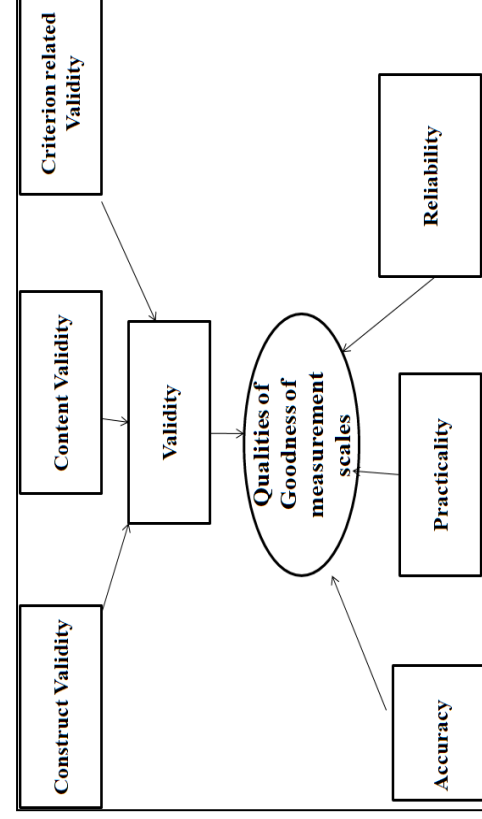 Construct Validity
Content Validity
Criterion related
Validity
Validity
Qualities of
Goodness of
measurement
scales
Accuracy
Practicality
Reliability